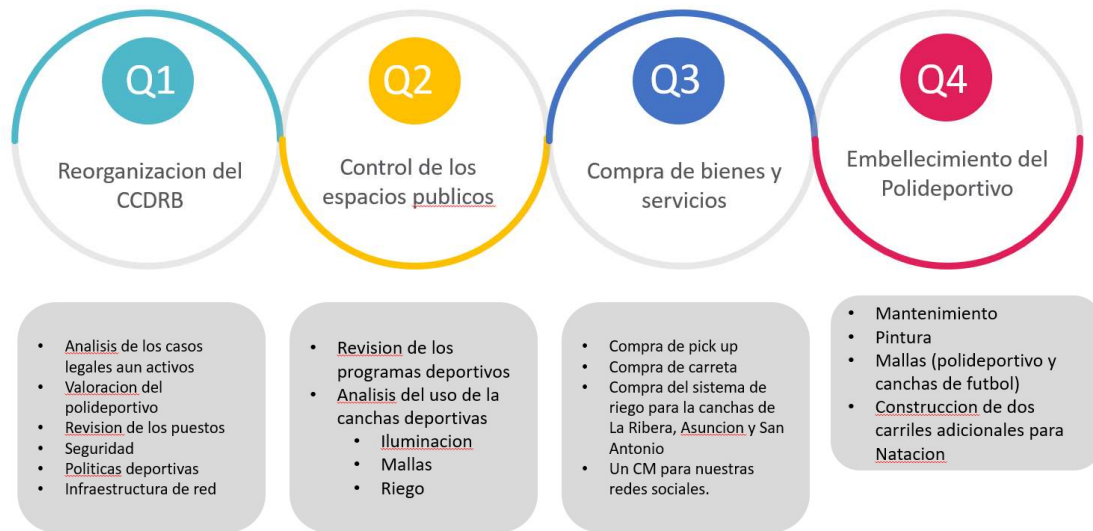 Q1
Reorganizacion del
CCDRB
Q2
Control de los
espacios publicos
Q3
Compra de bienes y
servicios
Q4
Embellecimiento del
Polideportivo
• Analisis de los casos
legales aun activos
• Valoracion del
polideportivo
• Revision de los puestos
• Seguridad
• Politicas deportivas
• Infraestructura de red
• Revision de los
programas deportivos
• Analisis del uso de la
canchas deportivas
• Iluminacion
• Mallas
• Riego
• Compra de pick up
• Compra de carreta
• Compra del sistema de
riego para la canchas de
La Ribera, Asuncion y San
Antonio
• Un CM para nuestras
redes sociales.
• Mantenimiento
• Pintura
• Mallas (polideportivo y
canchas de futbol)
• Construccion de dos
carriles adicionales para
Natacion